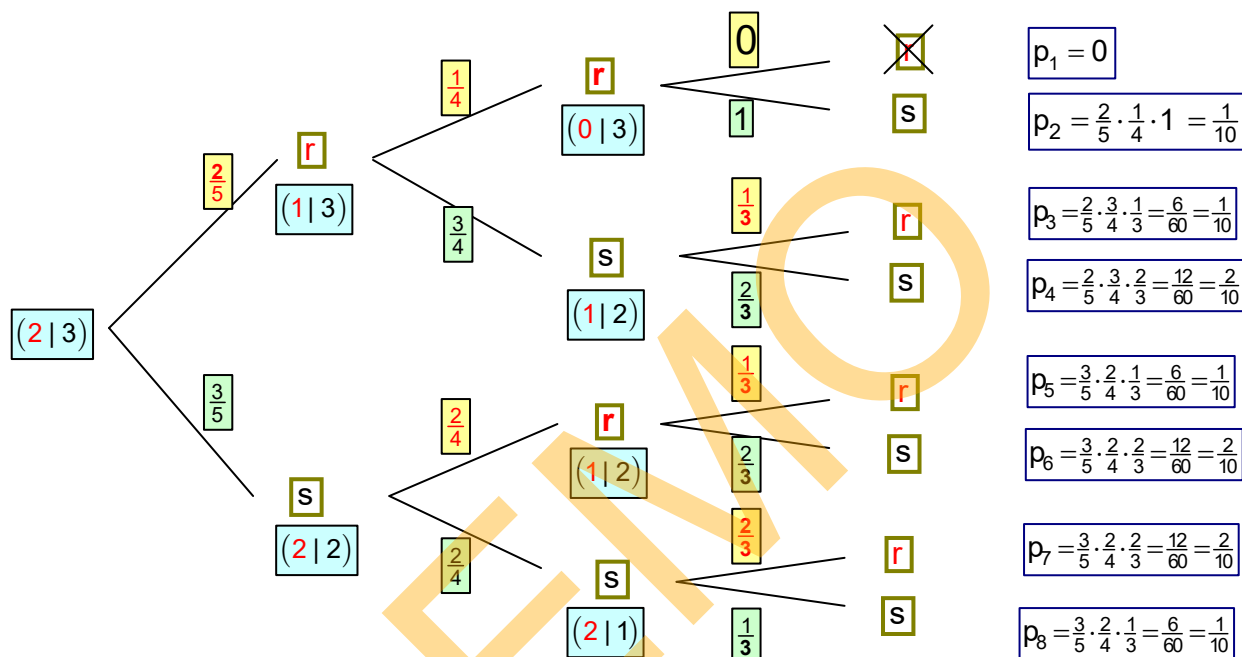 0
r
p₁ = 0
1/4
r
(0 | 3)
1
s
p₂ = 2/5 · 1/4 · 1 = 1/10
2/5
r
(1 | 3)
3/4
1/3
r
p₃ = 2/5 · 3/4 · 1/3 = 6/60 = 1/10
s
(1 | 2)
2/3
s
p₄ = 2/5 · 3/4 · 2/3 = 12/60 = 2/10
(2 | 3)
3/5
s
(2 | 2)
2/4
1/3
r
p₅ = 3/5 · 2/4 · 1/3 = 6/60 = 1/10
r
(1 | 2)
2/3
s
p₆ = 3/5 · 2/4 · 2/3 = 12/60 = 2/10
2/4
2/3
r
p₇ = 3/5 · 2/4 · 2/3 = 12/60 = 2/10
s
(2 | 1)
1/3
s
p₈ = 3/5 · 2/4 · 1/3 = 6/60 = 1/10
EMO